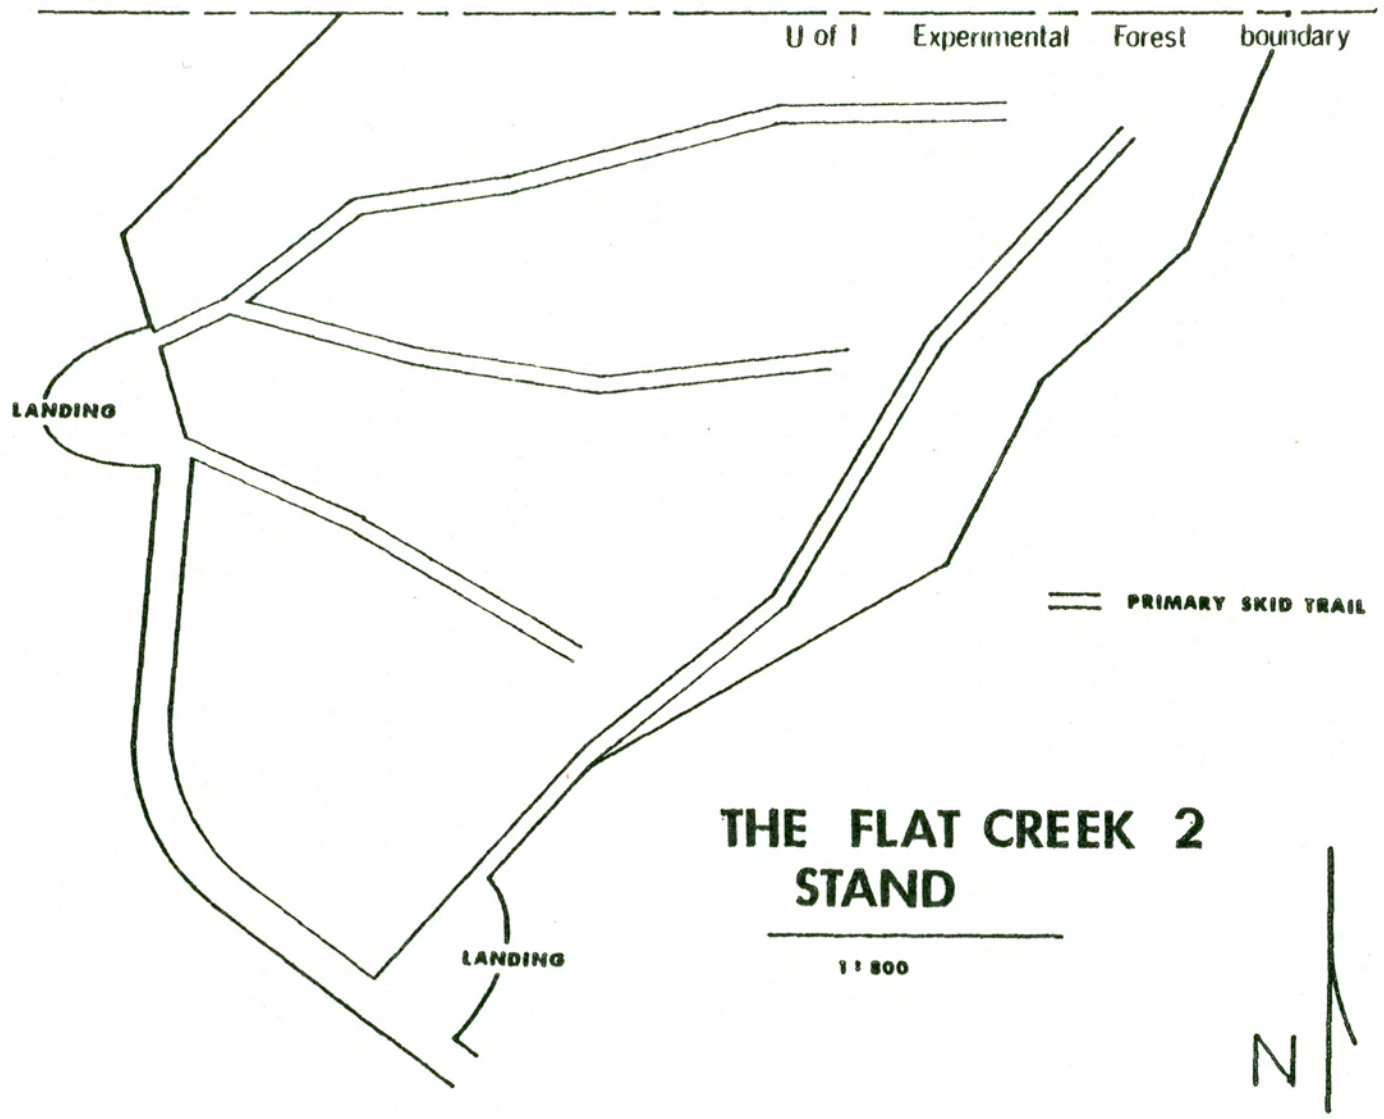 U of I Experimental Forest boundary
LANDING
PRIMARY SKID TRAIL
THE FLAT CREEK 2
STAND
LANDING
1:800
N